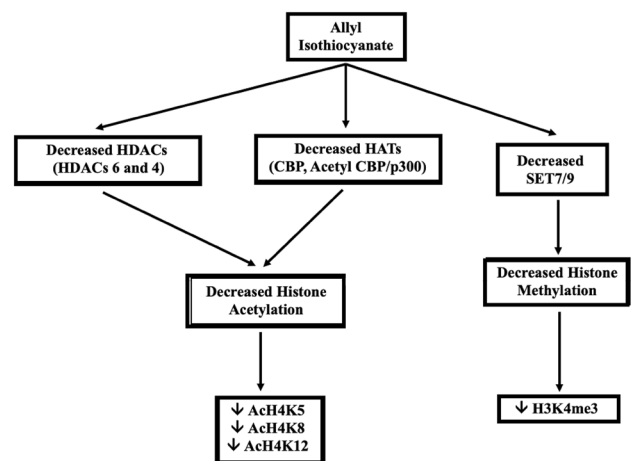 Allyl
Isothiocyanate
Decreased HDACs
(HDACs 6 and 4)
Decreased HATs
(CBP, Acetyl CBP/p300)
Decreased
SET7/9
Decreased Histone
Acetylation
Decreased Histone
Methylation
↓ AcH4K5
↓ AcH4K8
↓ AcH4K12
↓ H3K4me3